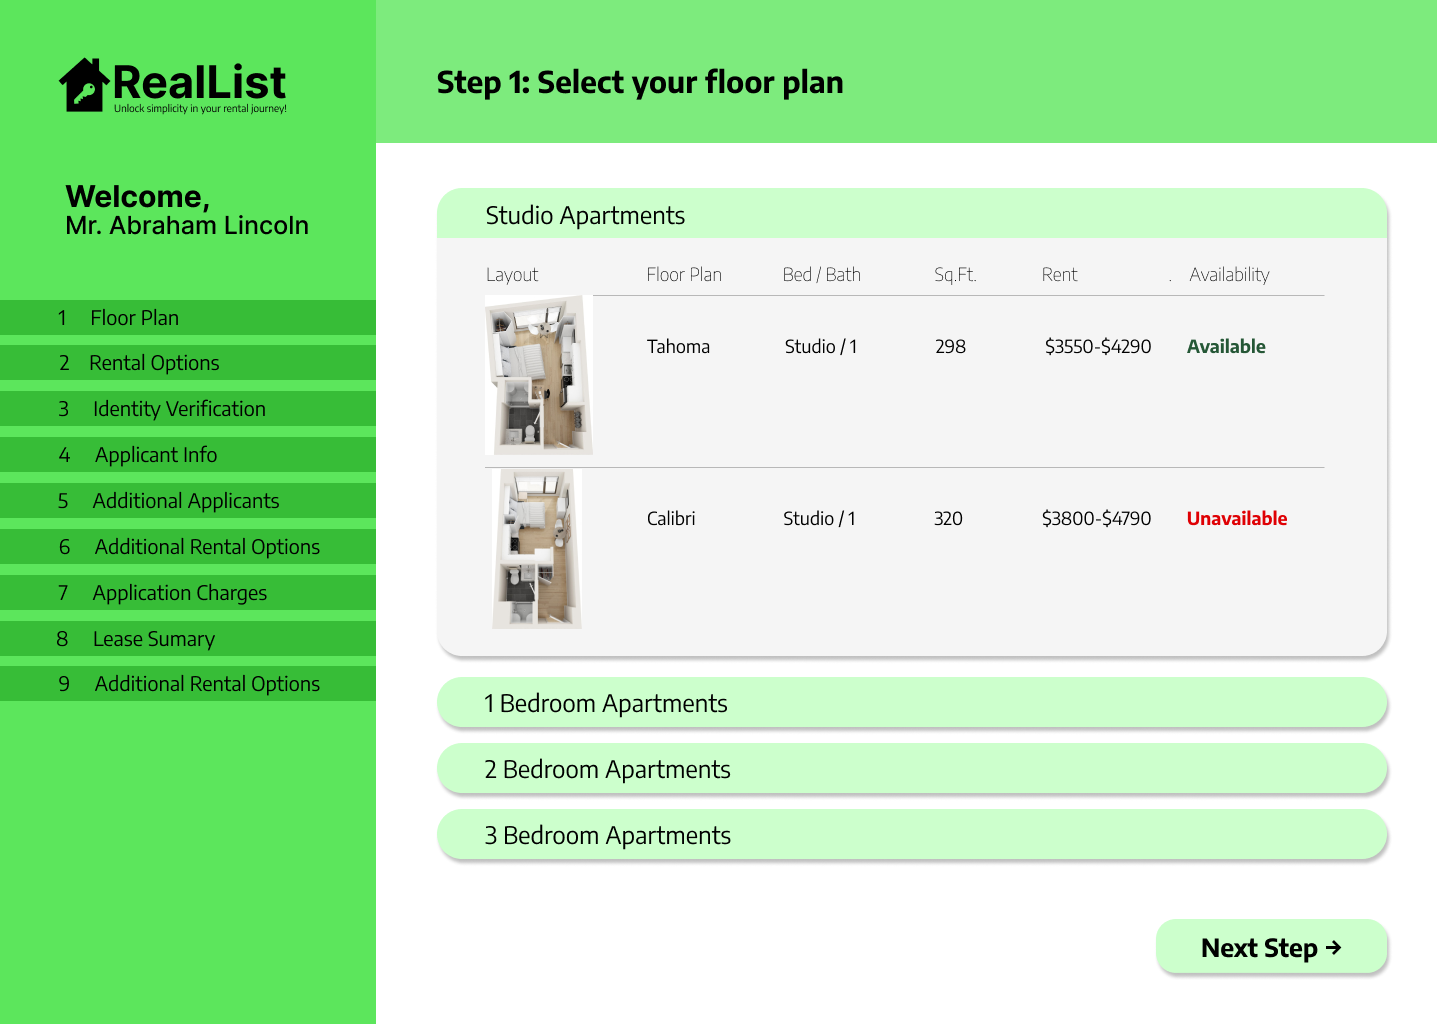 RealList
Unlock simplicity in your rental journey!
Welcome,
Mr. Abraham Lincoln
1 Floor Plan
2 Rental Options
3 Identity Verification
4 Applicant Info
5 Additional Applicants
6 Additional Rental Options
7 Application Charges
8 Lease Sumary
9 Additional Rental Options
Step 1: Select your floor plan
Studio Apartments
Layout Floor Plan Bed / Bath Sq.Ft. Rent . Availability
Tahoma Studio / 1 298 $3550-$4290 Available
Calibri Studio / 1 320 $3800-$4790 Unavailable
1 Bedroom Apartments
2 Bedroom Apartments
3 Bedroom Apartments
Next Step →